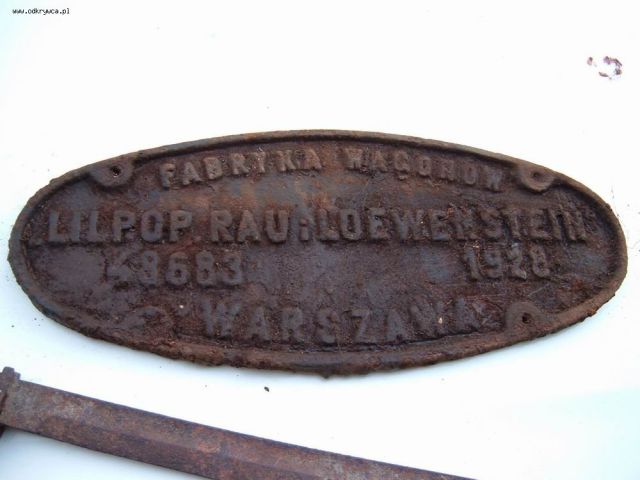 www.odkrywca.pl
FABRYKA WAGONÓW
LILPOP RAU i LOEWENSTEIN
48683 1928
WARSZAWA